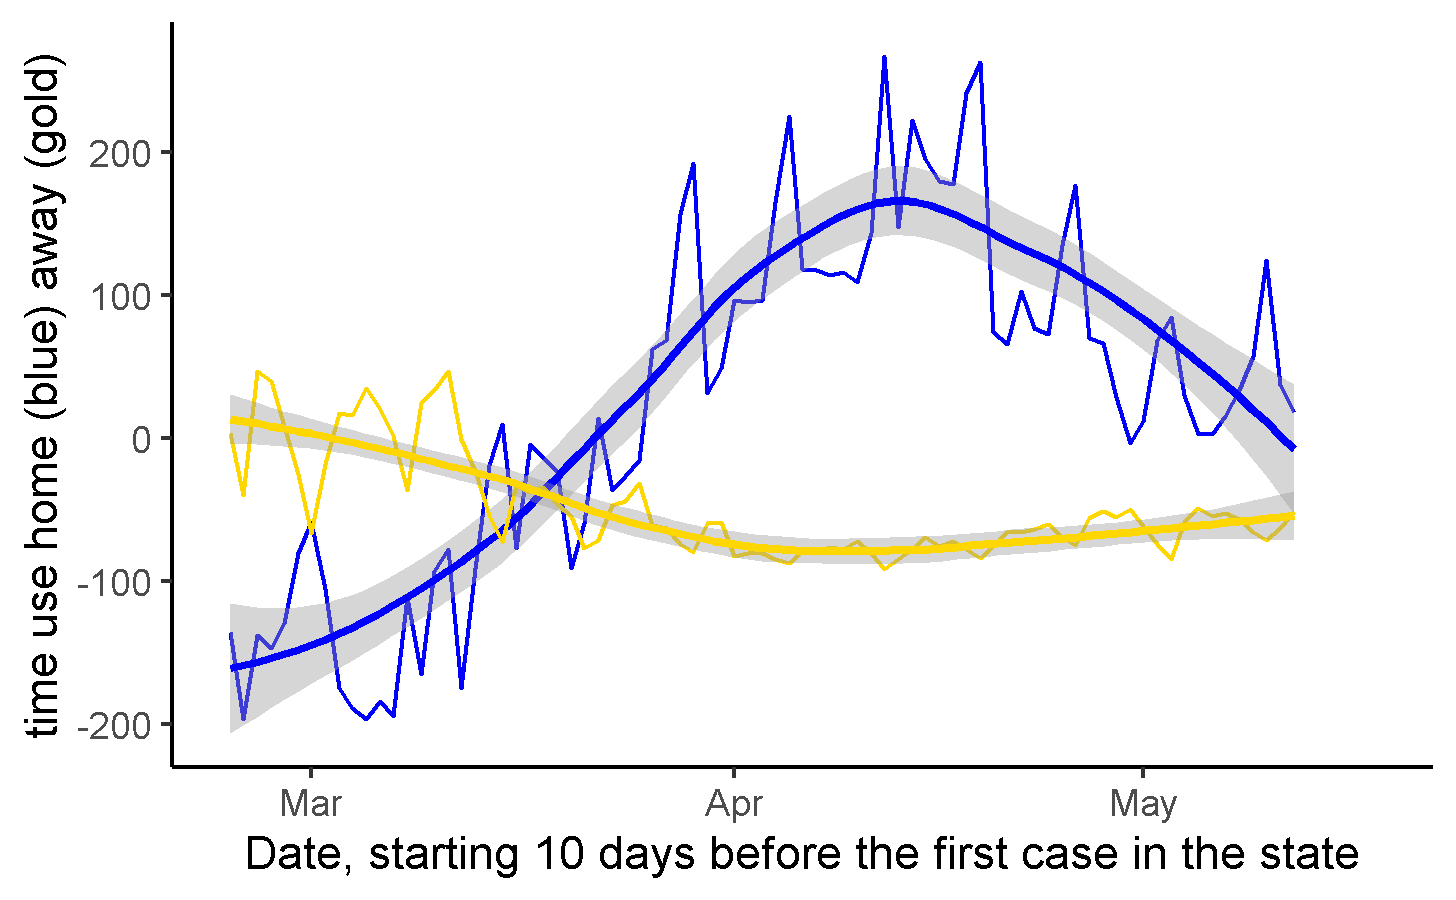 time use home (blue) away (gold)
200
100
0
-100
-200
Mar
Apr
May
Date, starting 10 days before the first case in the state